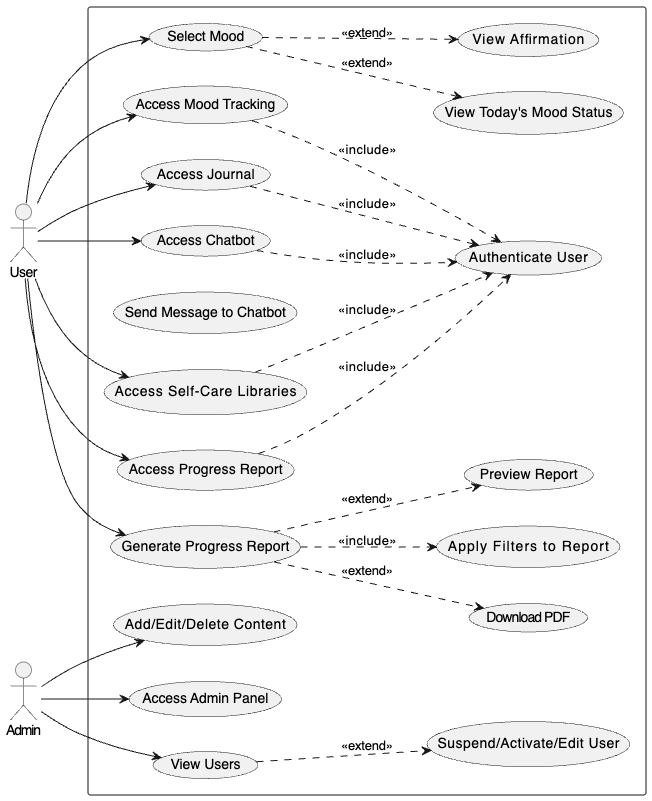 Select Mood
«extend»
View Affirmation
«extend»
View Today's Mood Status
Access Mood Tracking
«include»
Access Journal
«include»
User
Access Chatbot
«include»
Authenticate User
Send Message to Chatbot
«include»
Access Self-Care Libraries
«include»
Access Progress Report
Preview Report
«extend»
Generate Progress Report
«include»
Apply Filters to Report
«extend»
Download PDF
Add/Edit/Delete Content
Admin
Access Admin Panel
View Users
«extend»
Suspend/Activate/Edit User